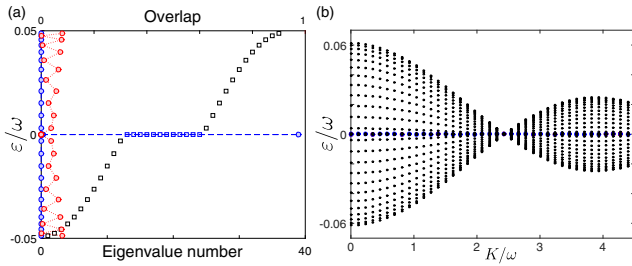 (a)
0
Overlap
1
0.05
ε/ω
0
-0.05
0
Eigenvalue number
40
(b)
0.06
ε/ω
0
-0.06
0
1
2
3
4
K/ω